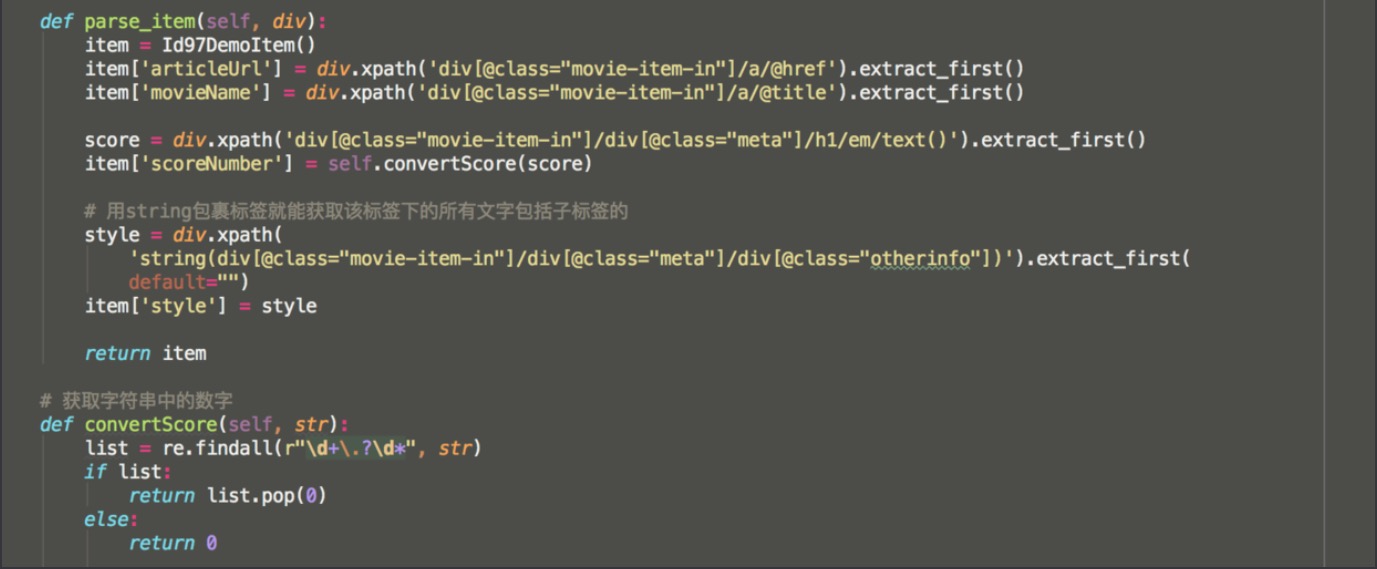 def parse_item(self, div):
    item = Id97DemoItem()
    item['articleUrl'] = div.xpath('div[@class="movie-item-in"]/a/@href').extract_first()
    item['movieName'] = div.xpath('div[@class="movie-item-in"]/a/@title').extract_first()

    score = div.xpath('div[@class="movie-item-in"]/div[@class="meta"]/h1/em/text()').extract_first()
    item['scoreNumber'] = self.convertScore(score)

    # 用string包裹标签就能获取该标签下的所有文字包括子标签的
    style = div.xpath(
        'string(div[@class="movie-item-in"]/div[@class="meta"]/div[@class="otherinfo"])').extract_first(
        default="")
    item['style'] = style

    return item

# 获取字符串中的数字
def convertScore(self, str):
    list = re.findall(r"\d+\.?\d*", str)
    if list:
        return list.pop(0)
    else:
        return 0